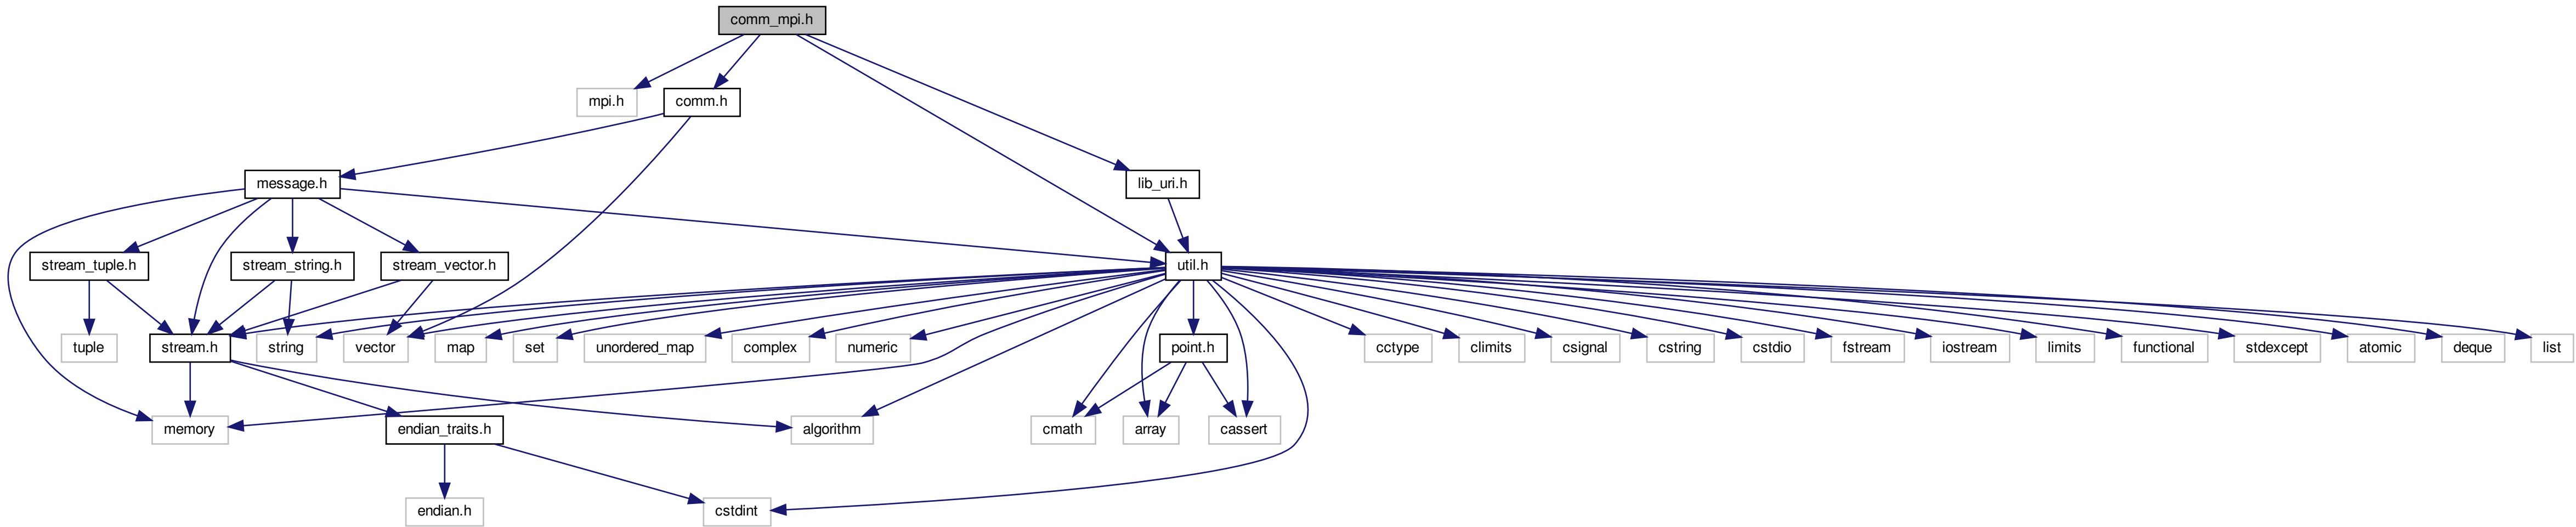 comm_mpi.h
mpi.h
comm.h
message.h
lib_uri.h
stream_tuple.h
stream_string.h
stream_vector.h
util.h
tuple
stream.h
string
vector
map
set
unordered_map
complex
numeric
point.h
cctype
climits
csignal
cstring
cstdio
fstream
iostream
limits
functional
stdexcept
atomic
deque
list
memory
endian_traits.h
algorithm
cmath
array
cassert
endian.h
cstdint